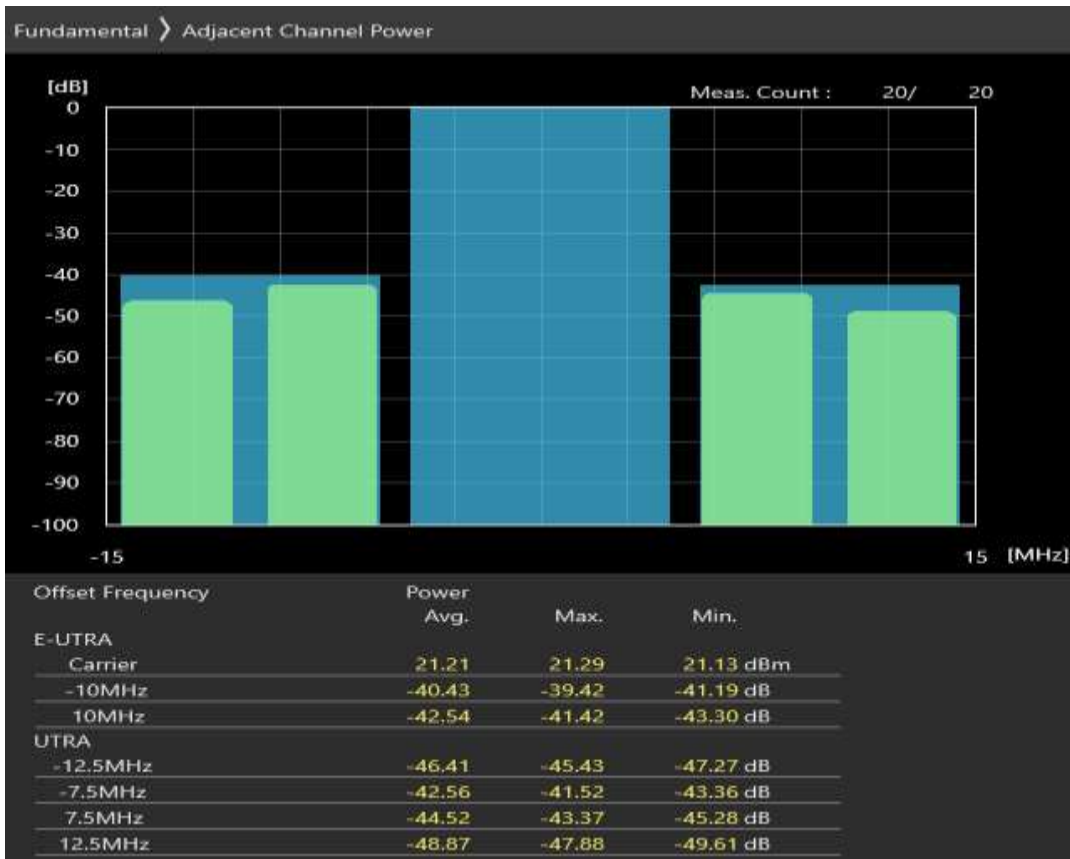 Fundamental ❭ Adjacent Channel Power
[dB]
Meas. Count : 20/ 20
0
-10
-20
-30
-40
-50
-60
-70
-80
-90
-100
-15 15 [MHz]
Offset Frequency Power
Avg. Max. Min.
E-UTRA
Carrier 21.21 21.29 21.13 dBm
-10MHz -40.43 -39.42 -41.19 dB
10MHz -42.54 -41.42 -43.30 dB
UTRA
-12.5MHz -46.41 -45.43 -47.27 dB
-7.5MHz -42.56 -41.52 -43.36 dB
7.5MHz -44.52 -43.37 -45.28 dB
12.5MHz -48.87 -47.88 -49.61 dB